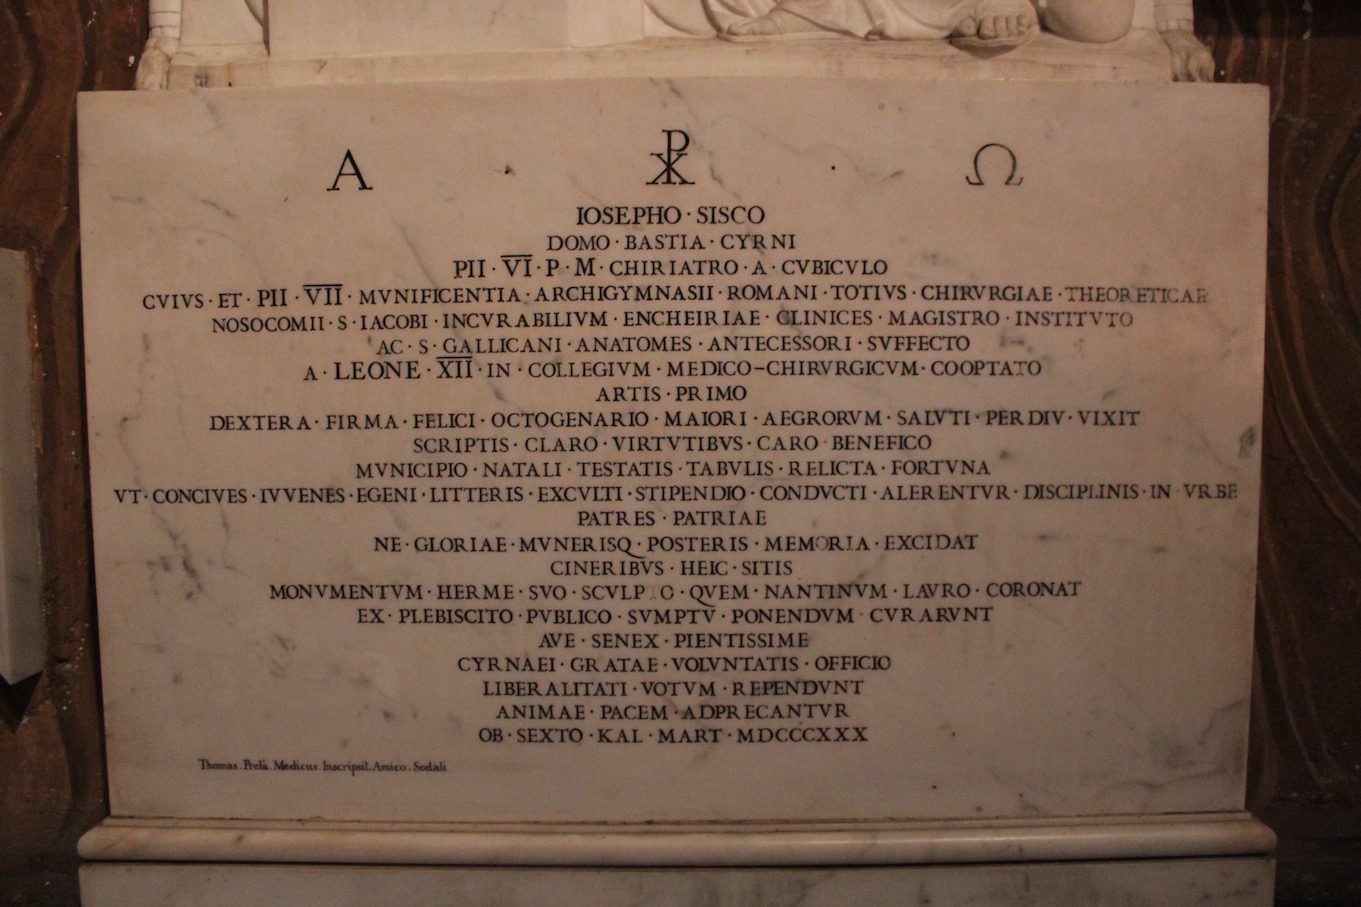 Α ☧ Ω
IOSEPHO · SISCO
DOMO · BASTIA · CYRNI
PII · V̅I̅ · P · M · CHIRIATRO · A · CVBICVLO
CVIVS · ET · PII · V̅I̅I̅ · MVNIFICENTIA · ARCHIGYMNASII · ROMANI · TOTIVS · CHIRVRGIAE · THEORETICAE
NOSOCOMII · S · IACOBI · INCVRABILIVM · ENCHEIRIAE · CLINICES · MAGISTRO · INSTITVTO
AC · S · GALLICANI · ANATOMES · ANTECESSORI · SVFFECTO
A · LEONE · X̅I̅I̅ · IN · COLLEGIVM · MEDICO-CHIRVRGICVM · COOPTATO
ARTIS · PRIMO
DEXTERA · FIRMA · FELICI · OCTOGENARIO · MAIORI · AEGRORVM · SALVTI · PERDIV · VIXIT
SCRIPTIS · CLARO · VIRTVTIBVS · CARO · BENEFICO
MVNICIPIO · NATALI · TESTATIS · TABVLIS · RELICTA · FORTVNA
VT · CONCIVES · IVVENES · EGENI · LITTERIS · EXCVLTI · STIPENDIO · CONDVCTI · ALERENTVR · DISCIPLINIS · IN · VRBE
PATRES · PATRIAE
NE · GLORIAE · MVNERISQ · POSTERIS · MEMORIA · EXCIDAT
CINERIBVS · HEIC · SITIS
MONVMENTVM · HERME · SVO · SCVLP O · QVEM · NANTINVM · LAVRO · CORONAT
EX · PLEBISCITO · PVBLICO · SVMPTV · PONENDVM · CVRARVNT
AVE · SENEX · PIENTISSIME
CYRNAEI · GRATAE · VOLVNTATIS · OFFICIO
LIBERALITATI · VOTVM · REPENDVNT
ANIMAE · PACEM · ADPRECANTVR
OB · SEXTO · KAL · MART · MDCCCXXX
Thomas . Prelà . Medicus . Inscripsit . Amico . Sodali